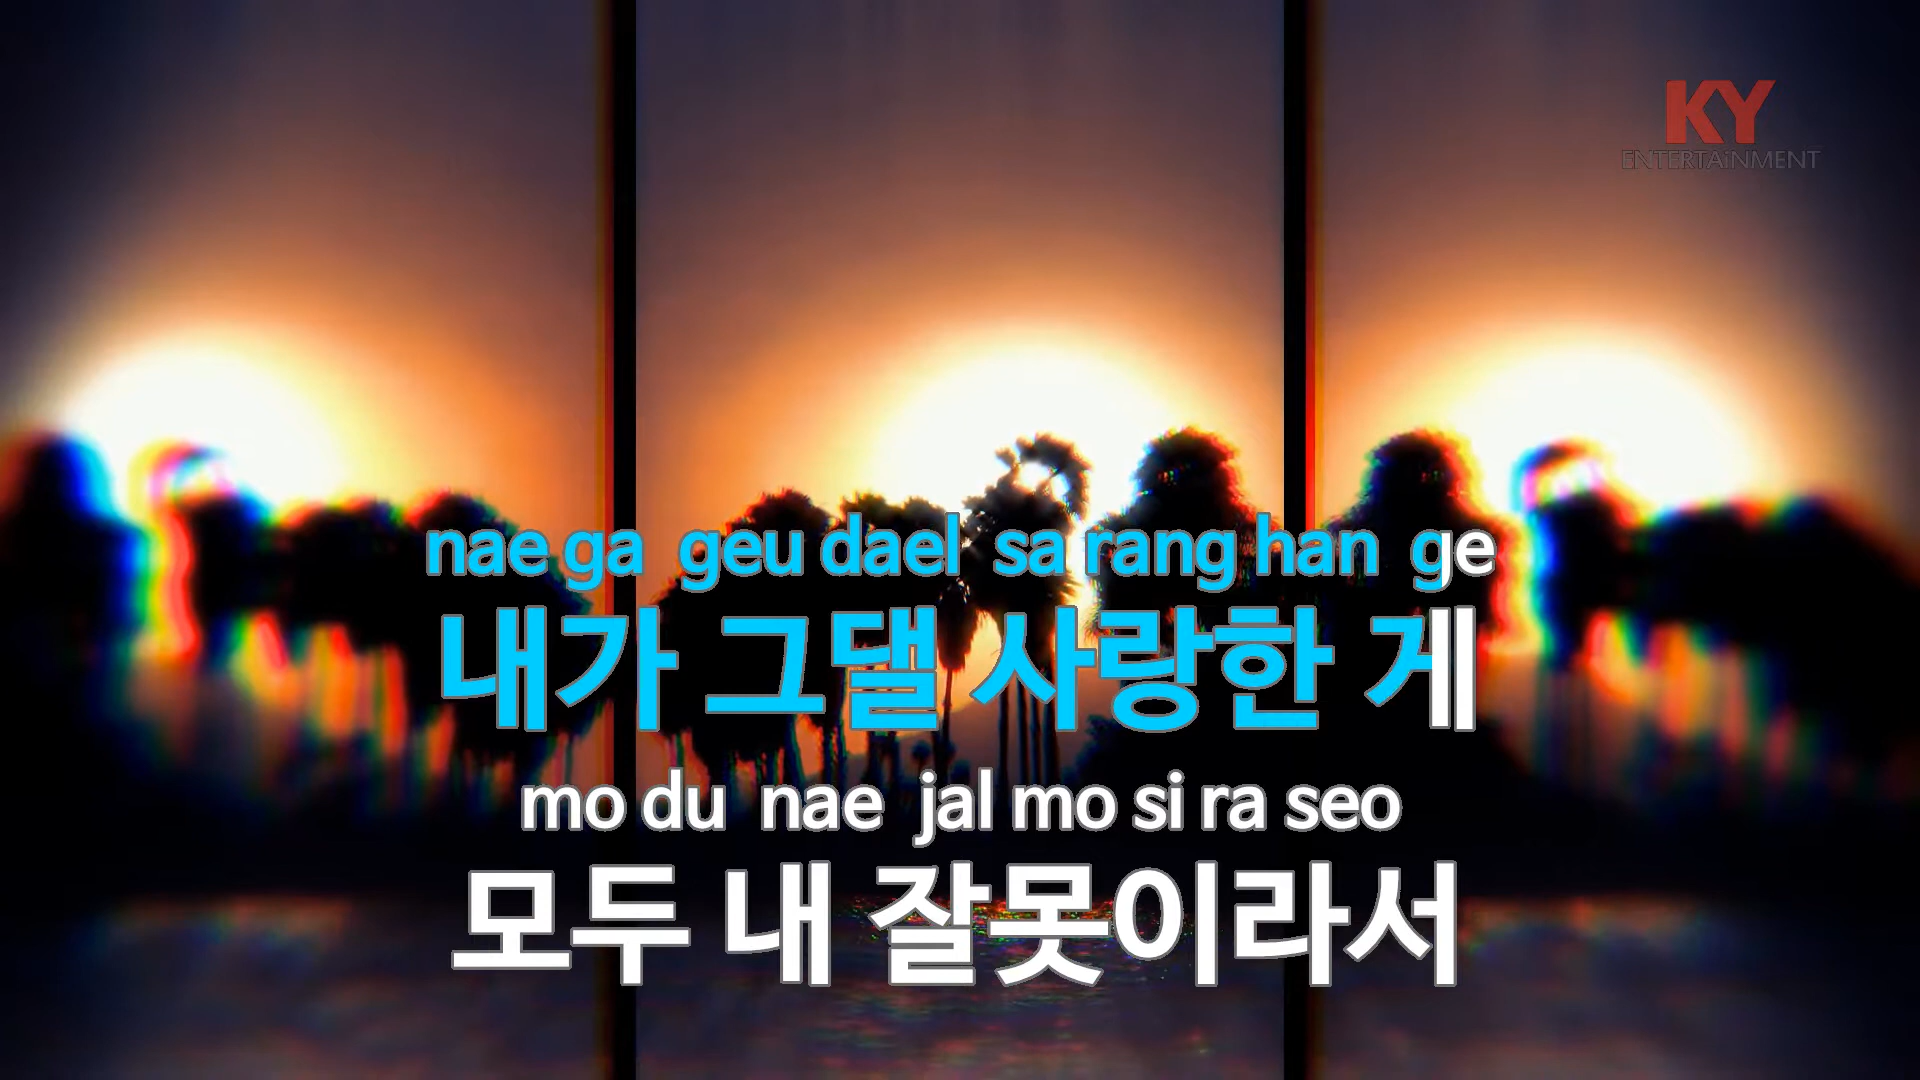 KY
ENTERTAiNMENT
nae ga geu dael sa rang han ge
내가 그댈 사랑한 게
mo du nae jal mo si ra seo
모두 내 잘못이라서